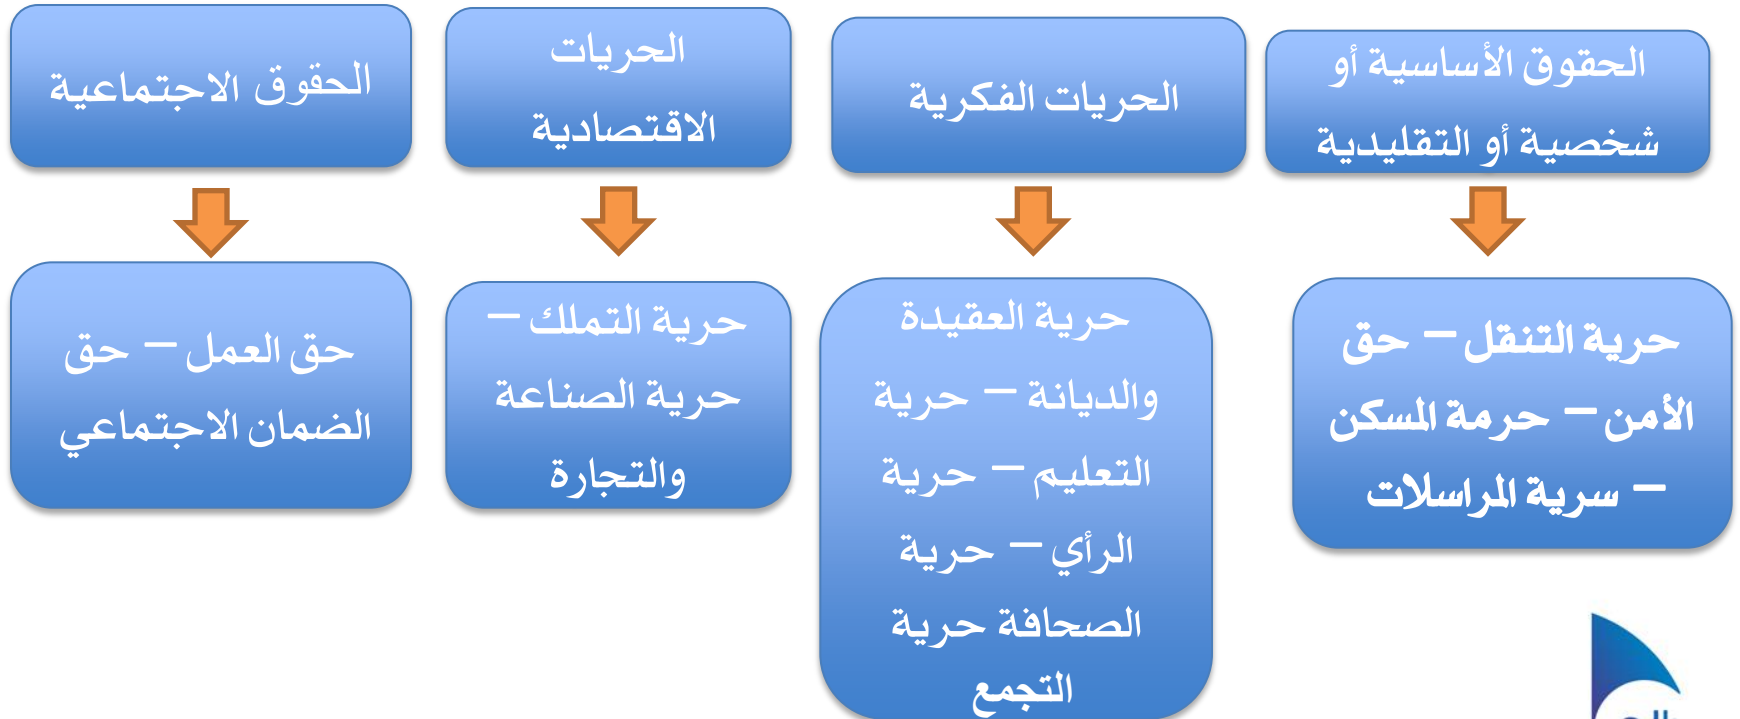 الحقوق الأساسية أو
شخصية أو التقليدية
حرية التنقل – حق
الأمن – حرمة المسكن
– سرية المراسلات
الحريات الفكرية
حرية العقيدة
والديانة – حرية
التعليم – حرية
الرأي – حرية
الصحافة حرية
التجمع
الحريات
الاقتصادية
حرية التملك –
حرية الصناعة
والتجارة
الحقوق الاجتماعية
حق العمل – حق
الضمان الاجتماعي